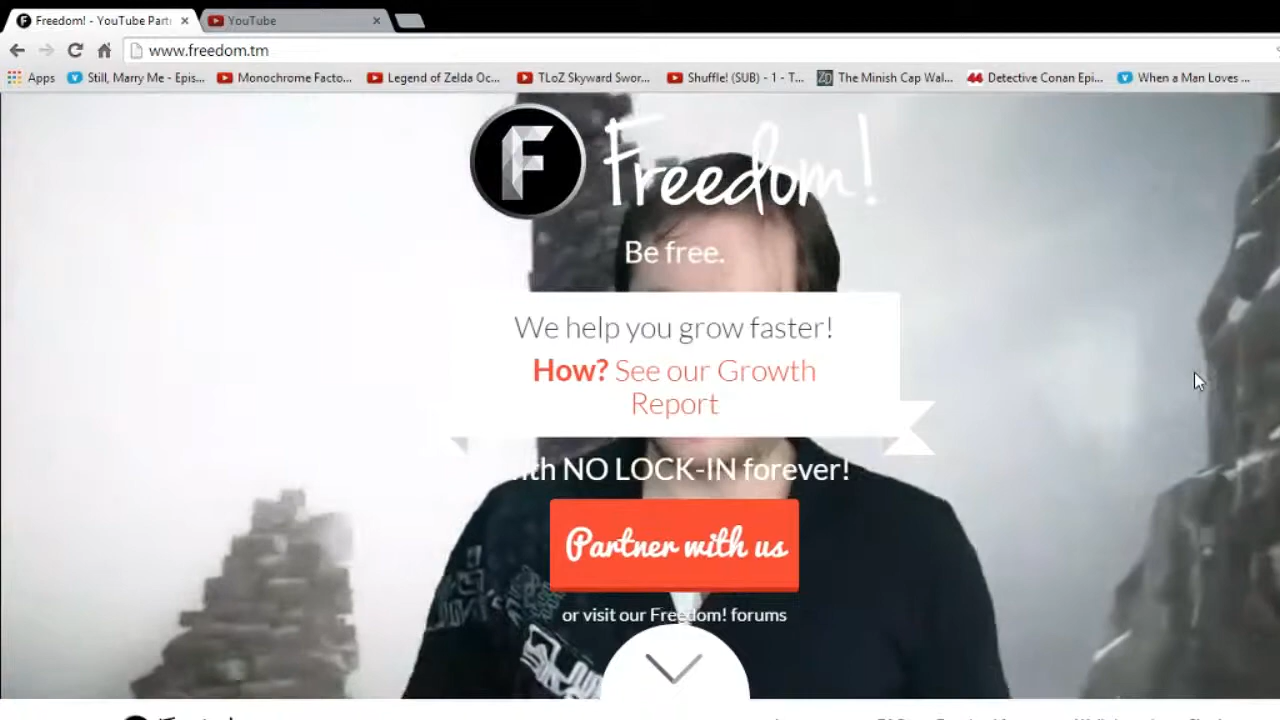 Freedom! - YouTube Part
YouTube
www.freedom.tm
Apps
Still, Marry Me - Epis...
Monochrome Facto...
Legend of Zelda Oc...
TLoZ Skyward Swor...
Shuffle! (SUB) - 1 - T...
The Minish Cap Wal...
Detective Conan Epi...
When a Man Loves ...
F Freedom!
Be free.
We help you grow faster!
How? See our Growth
Report
NO LOCK-IN forever!
Partner with us
or visit our Freedom! forums